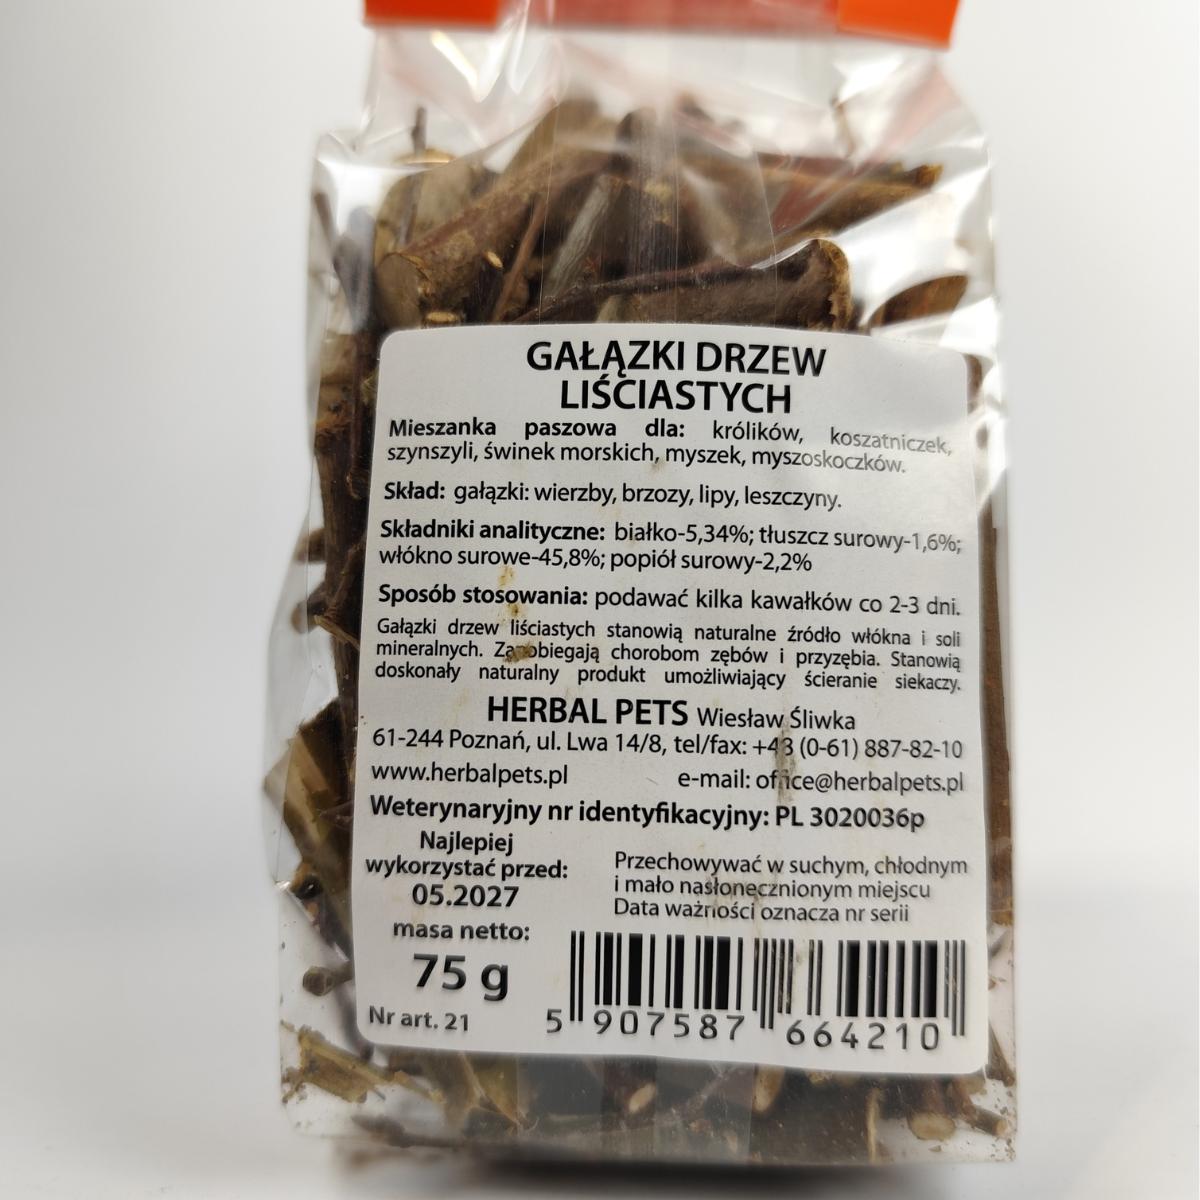 GAŁĄZKI DRZEW
LIŚCIASTYCH
Mieszanka paszowa dla: królików, koszatniczek,
szynszyli, świnek morskich, myszek, myszoskoczków.
Skład: gałązki: wierzby, brzozy, lipy, leszczyny.
Składniki analityczne: białko-5,34%; tłuszcz surowy-1,6%;
włókno surowe-45,8%; popiół surowy-2,2%
Sposób stosowania: podawać kilka kawałków co 2-3 dni.
Gałązki drzew liściastych stanowią naturalne źródło włókna i soli
mineralnych. Zapobiegają chorobom zębów i przyzębia. Stanowią
doskonały naturalny produkt umożliwiający ścieranie siekaczy.
HERBAL PETS Wiesław Śliwka
61-244 Poznań, ul. Lwa 14/8, tel/fax: +48 (0-61) 887-82-10
www.herbalpets.pl e-mail: office@herbalpets.pl
Weterynaryjny nr identyfikacyjny: PL 3020036p
Najlepiej
wykorzystać przed:
05.2027
masa netto:
75 g
Nr art. 21
Przechowywać w suchym, chłodnym
i mało nasłonecznionym miejscu
Data ważności oznacza nr serii
5 907587 664210